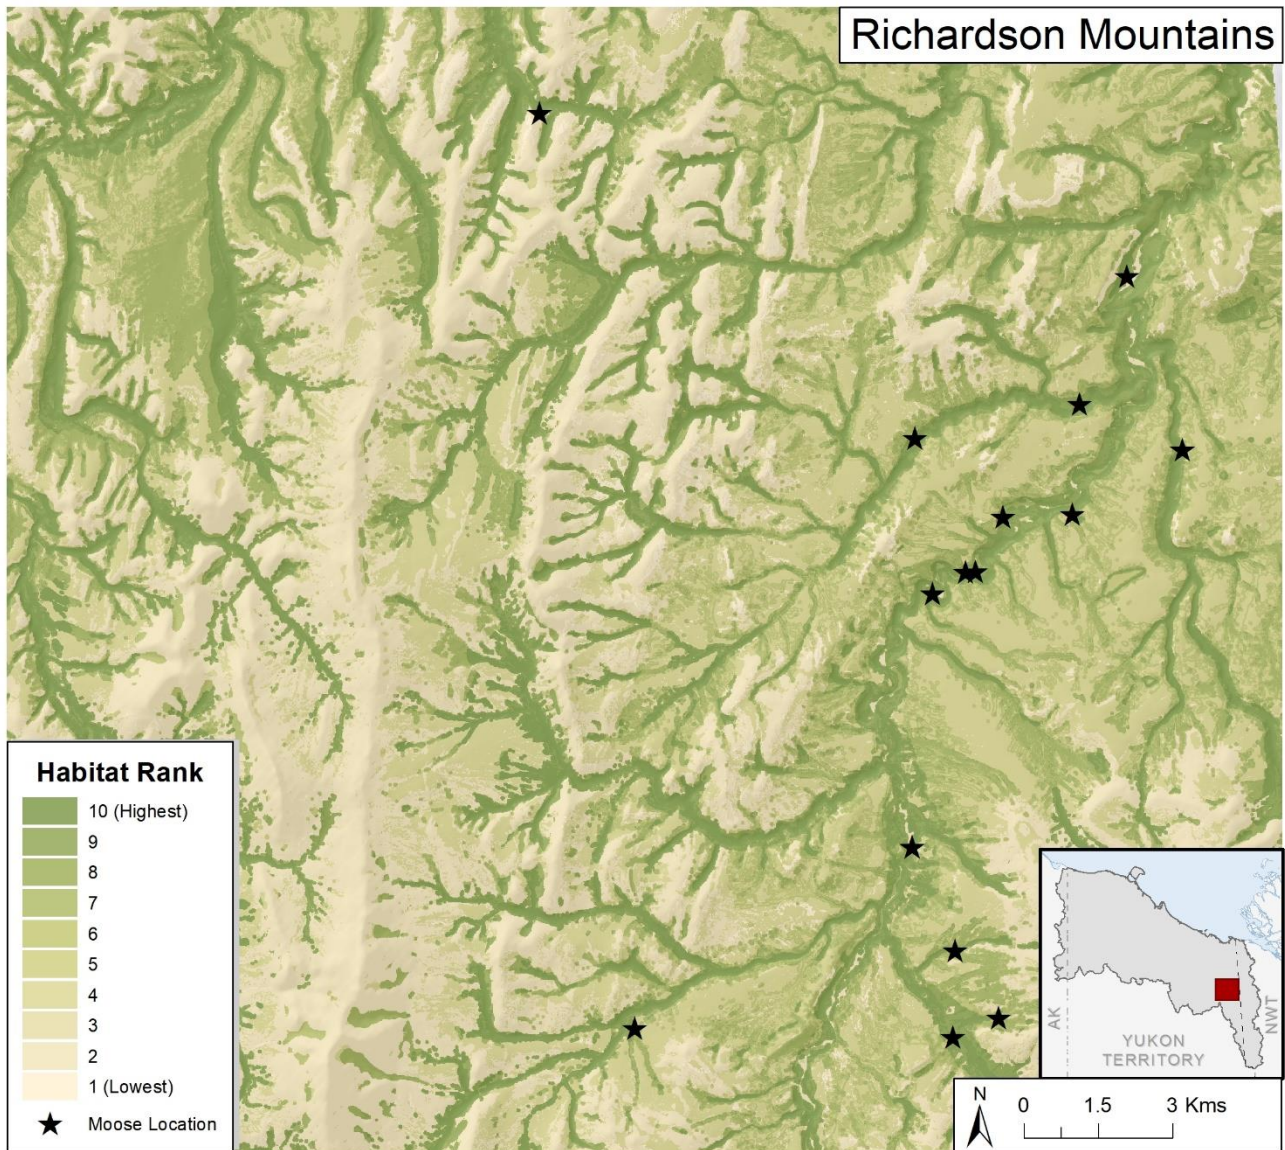 Richardson Mountains
Habitat Rank
10 (Highest)
9
8
7
6
5
4
3
2
1 (Lowest)
Moose Location
AK
YUKON
TERRITORY
NWT
N
0 1.5 3 Kms